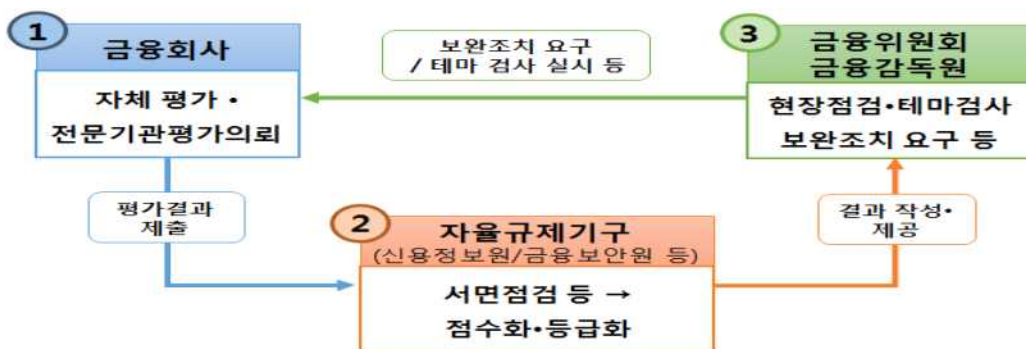 1
금융회사
자체 평가·
전문기관평가의뢰
보완조치 요구
/ 테마 검사 실시 등
3
금융위원회
금융감독원
현장점검·테마검사
보완조치 요구 등
평가결과
제출
2
자율규제기구
(신용정보원/금융보안원 등)
서면점검 등 →
점수화·등급화
결과 작성·
제공